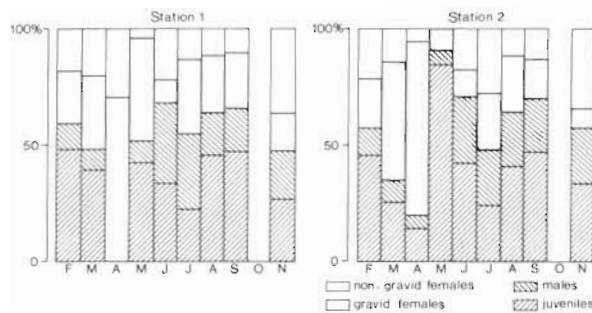 Station 1
Station 2
100%
50
0
F M A M J J A S O N
100%
50
0
F M A M J J A S O N
non-gravid females
gravid females
males
juveniles